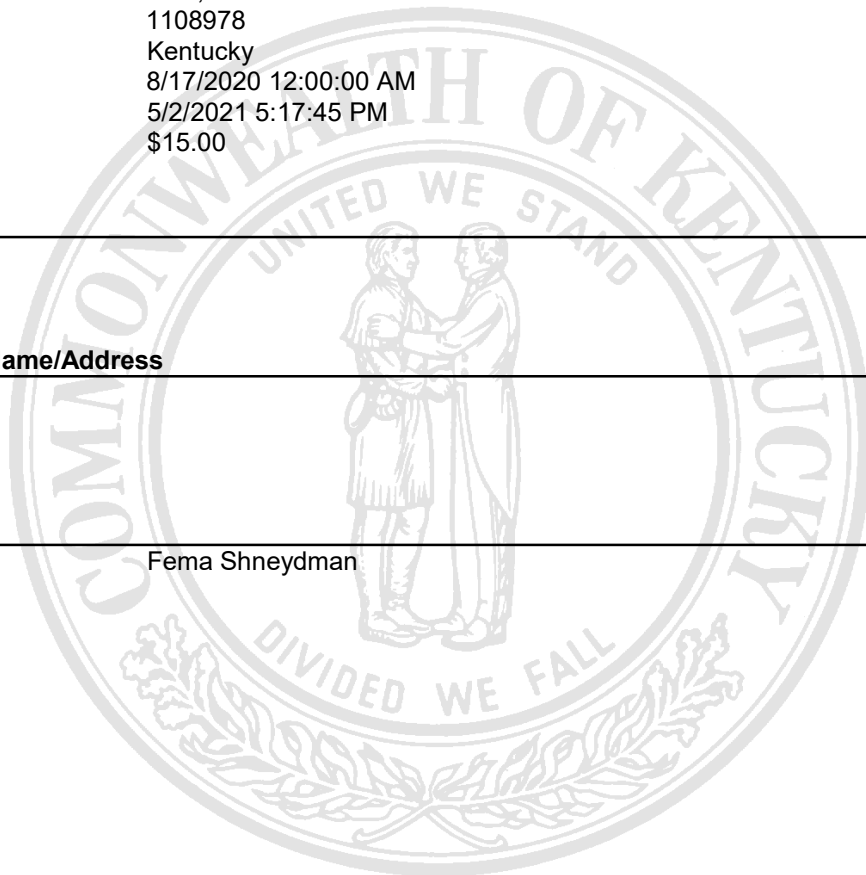 1108978
Kentucky
8/17/2020 12:00:00 AM
5/2/2021 5:17:45 PM
$15.00
ame/Address
Fema Shneydman
COMMONWEALTH OF KENTUCKY
UNITED WE STAND
DIVIDED WE FALL